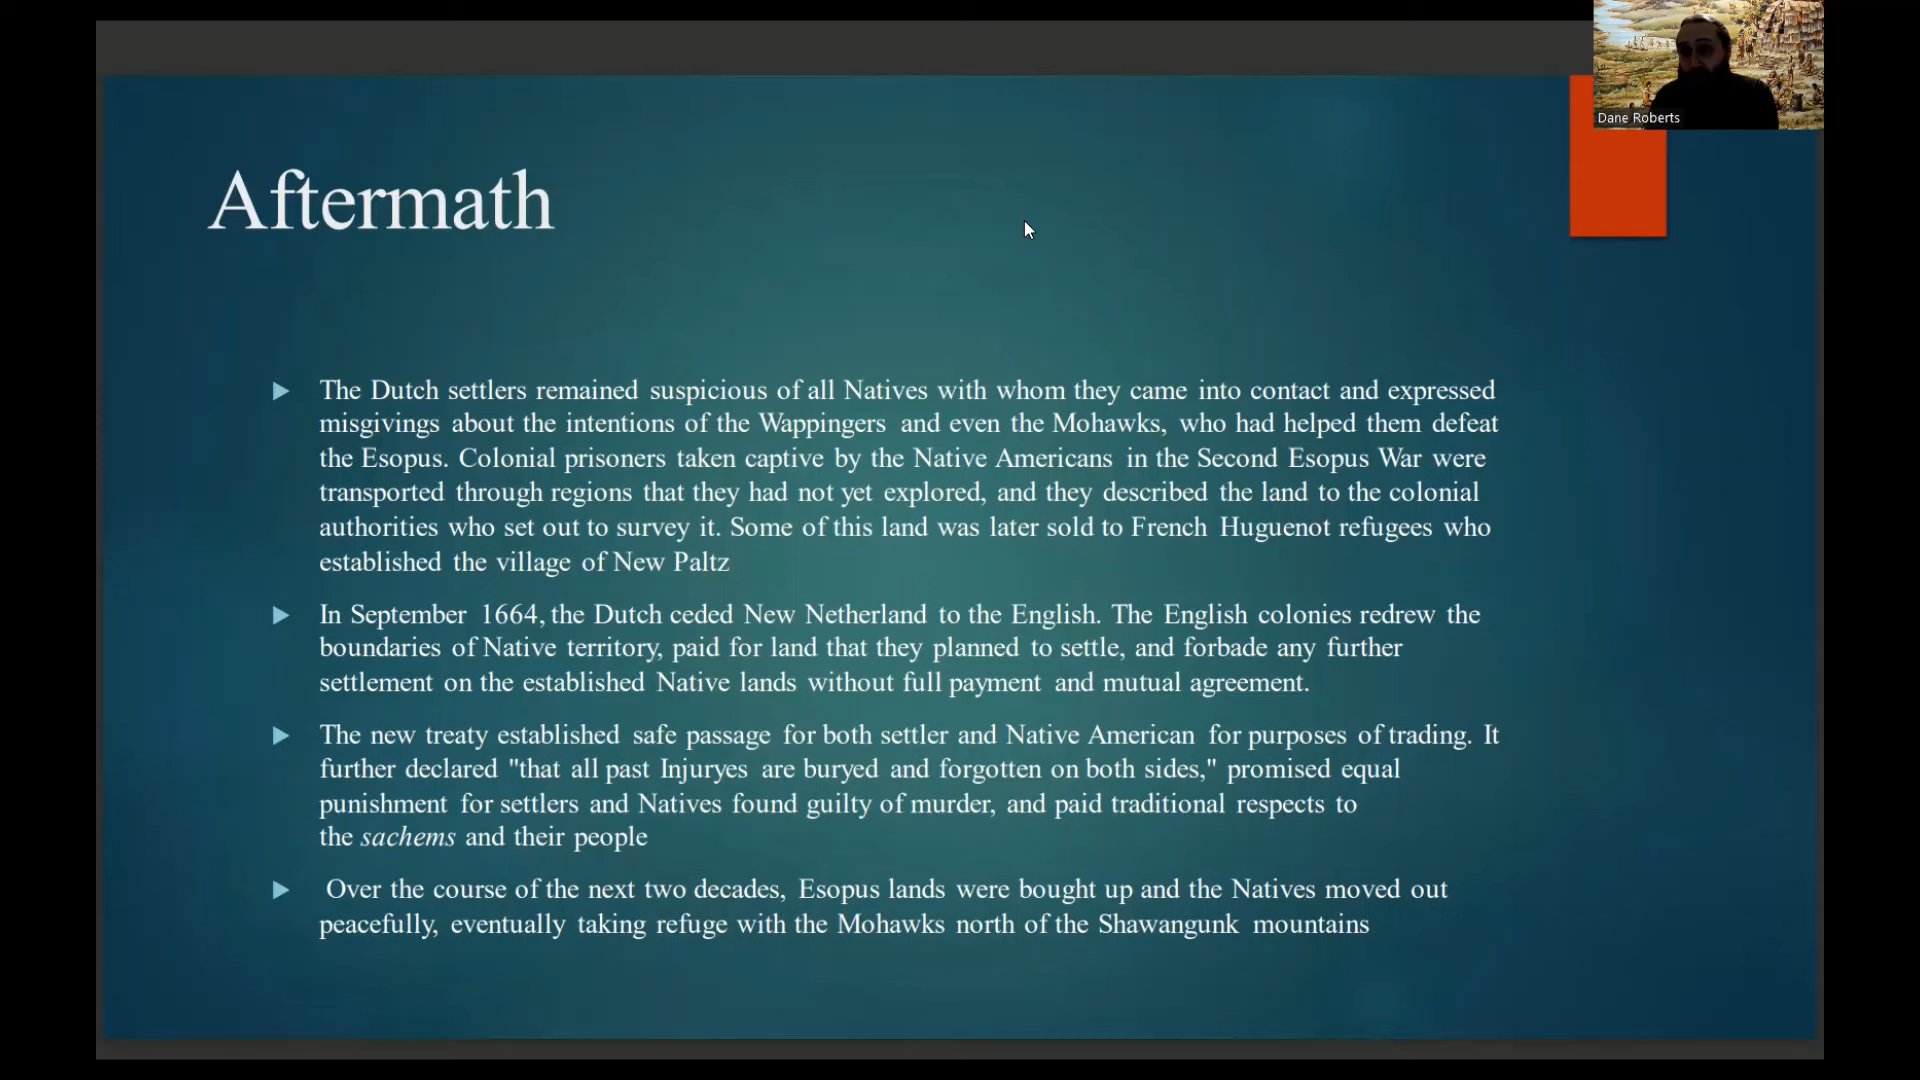 Dane Roberts
Aftermath
The Dutch settlers remained suspicious of all Natives with whom they came into contact and expressed
misgivings about the intentions of the Wappingers and even the Mohawks, who had helped them defeat
the Esopus. Colonial prisoners taken captive by the Native Americans in the Second Esopus War were
transported through regions that they had not yet explored, and they described the land to the colonial
authorities who set out to survey it. Some of this land was later sold to French Huguenot refugees who
established the village of New Paltz
In September 1664, the Dutch ceded New Netherland to the English. The English colonies redrew the
boundaries of Native territory, paid for land that they planned to settle, and forbade any further
settlement on the established Native lands without full payment and mutual agreement.
The new treaty established safe passage for both settler and Native American for purposes of trading. It
further declared "that all past Injuryes are buryed and forgotten on both sides," promised equal
punishment for settlers and Natives found guilty of murder, and paid traditional respects to
the sachems and their people
Over the course of the next two decades, Esopus lands were bought up and the Natives moved out
peacefully, eventually taking refuge with the Mohawks north of the Shawangunk mountains